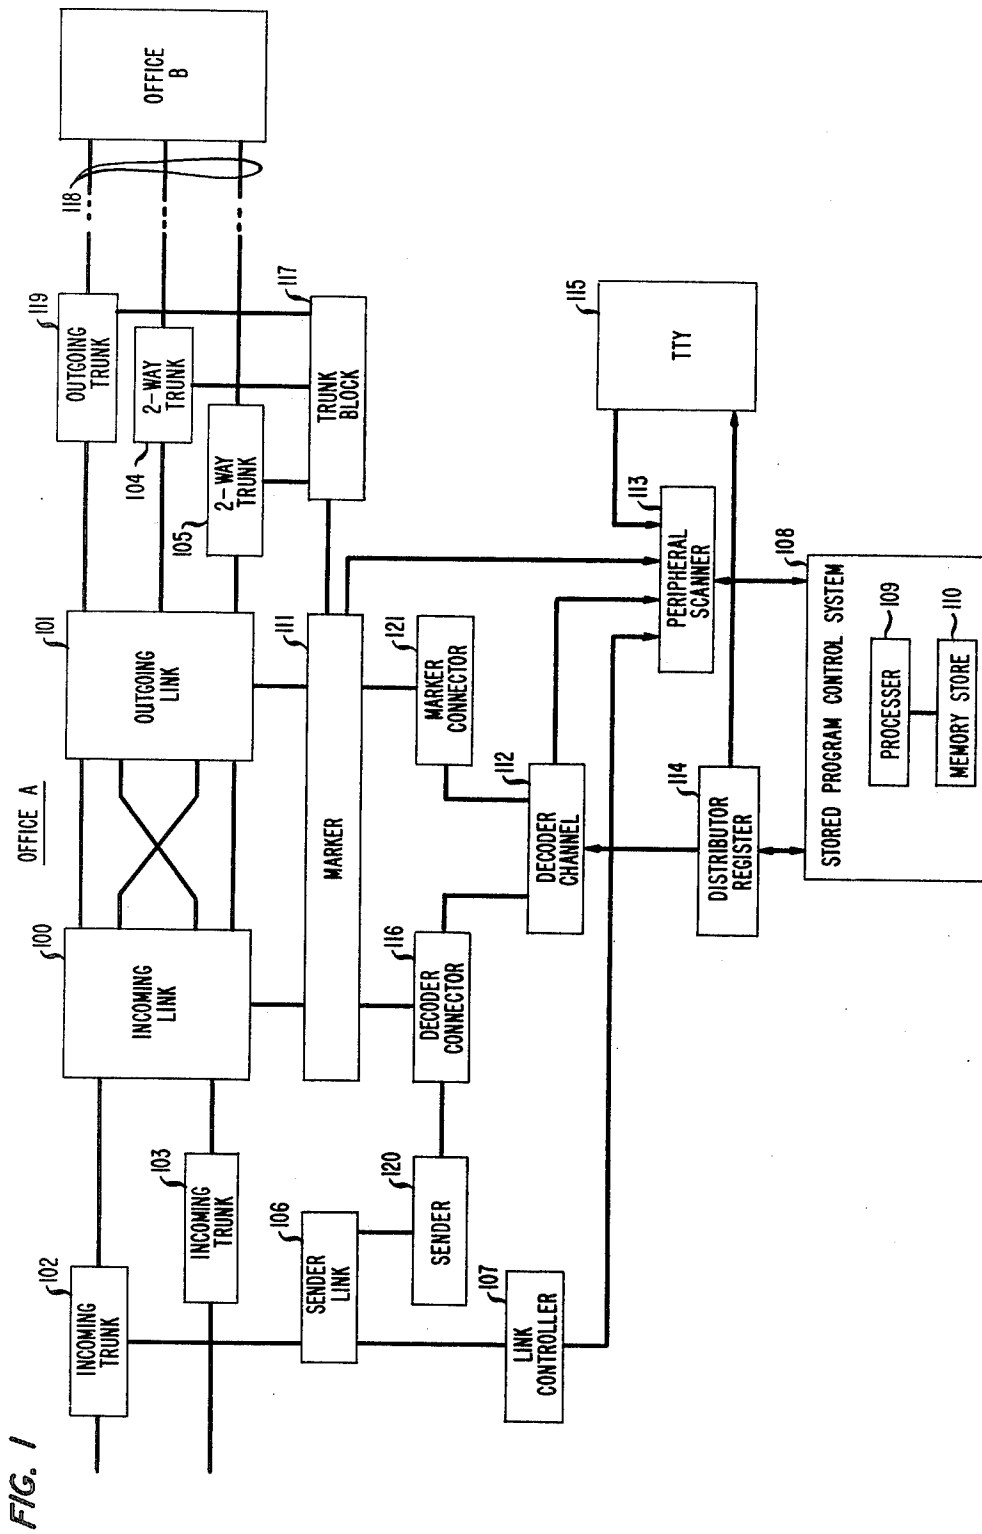 FIG. 1
OFFICE A
102
INCOMING
TRUNK
103
INCOMING
TRUNK
100
INCOMING
LINK
101
OUTGOING
LINK
119
OUTGOING
TRUNK
104
2-WAY
TRUNK
105
2-WAY
TRUNK
118
OFFICE
B
117
TRUNK
BLOCK
106
SENDER
LINK
111
MARKER
120
SENDER
116
DECODER
CONNECTOR
121
MARKER
CONNECTOR
107
LINK
CONTROLLER
112
DECODER
CHANNEL
113
PERIPHERAL
SCANNER
115
TTY
114
DISTRIBUTOR
REGISTER
108
STORED PROGRAM CONTROL SYSTEM
109
PROCESSER
110
MEMORY STORE